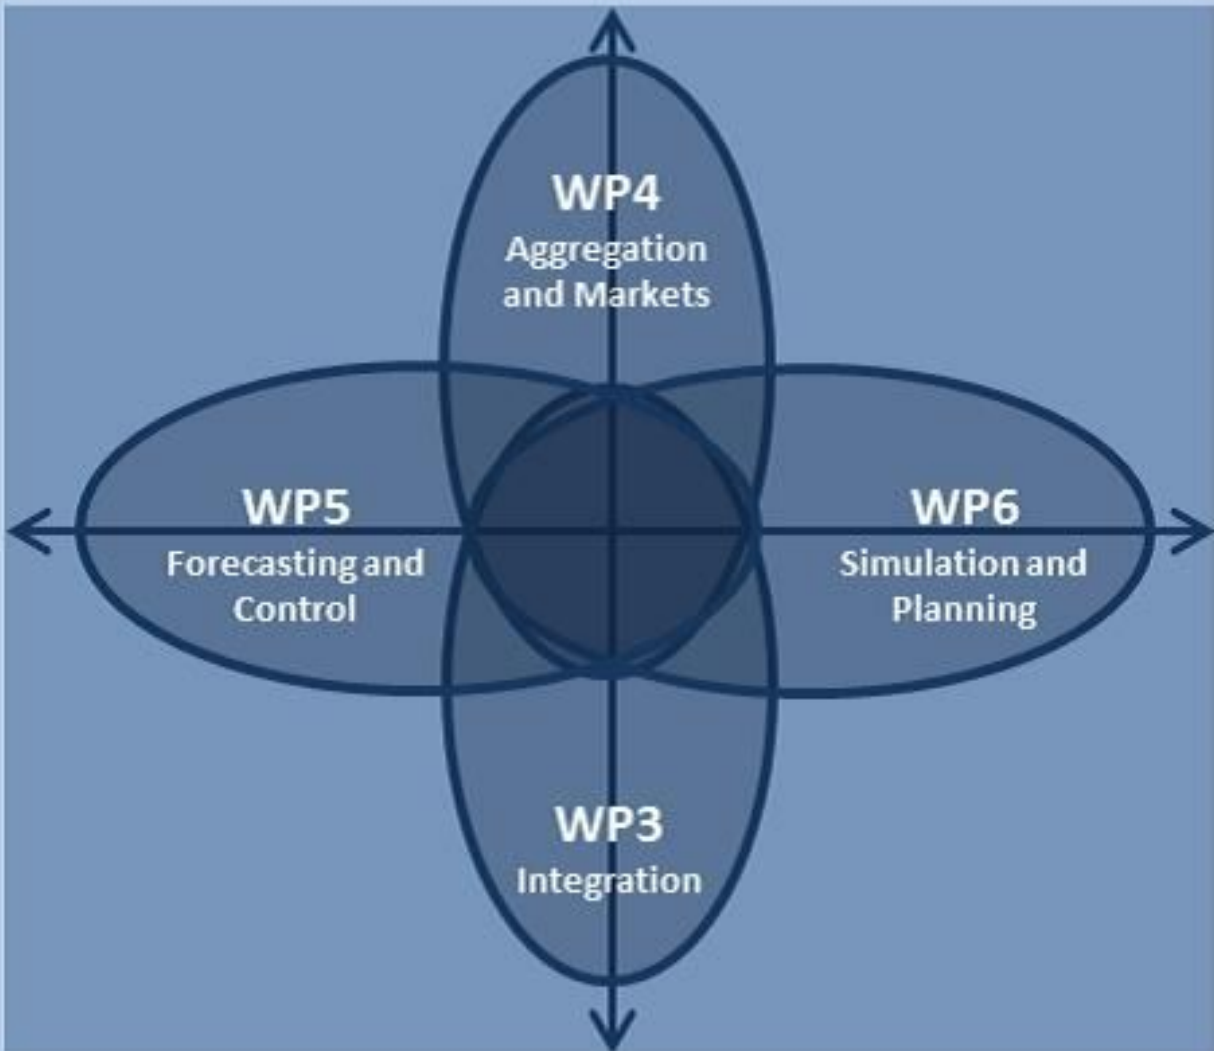 WP4
Aggregation
and Markets
WP5
Forecasting and
Control
WP6
Simulation and
Planning
WP3
Integration